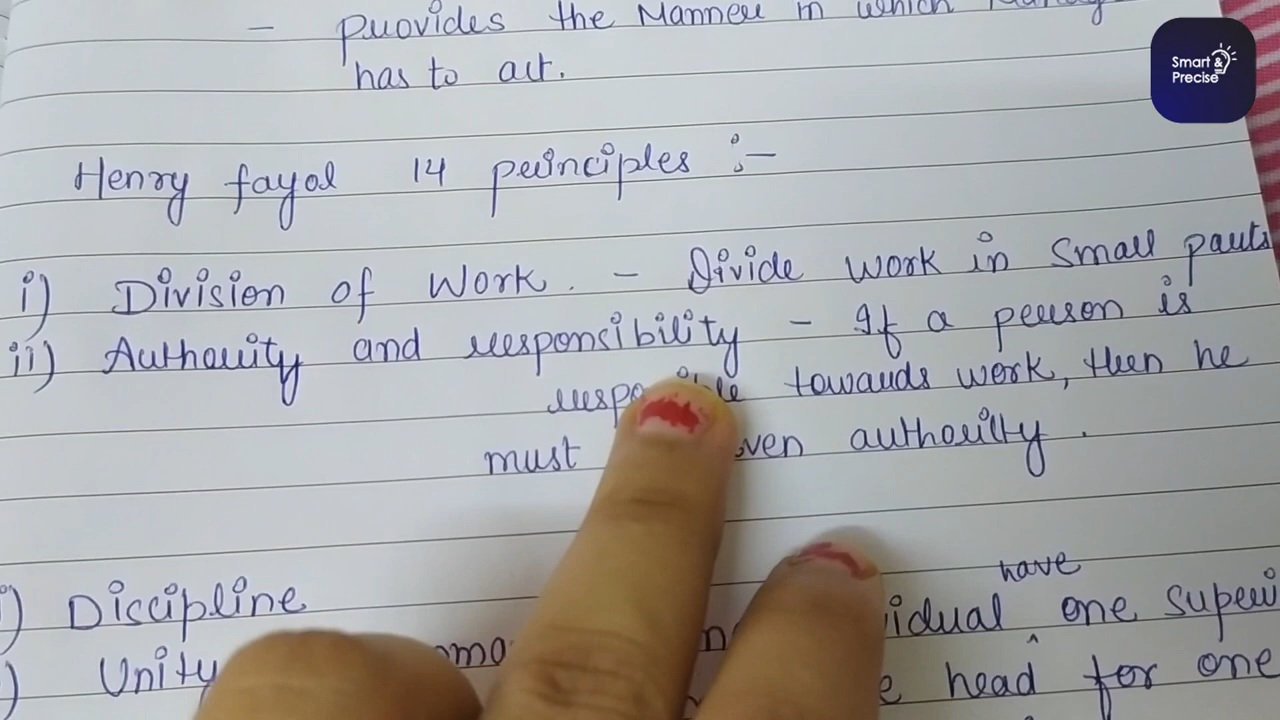 - provides the Manner in which
has to act.
Henry fayol 14 principles :-
i) Division of Work. - Divide work in Small parts
ii) Authority and responsibility - If a person is
towards work, then he
must authority.
Discipline have
one
Unity head for one
Smart &
Precise